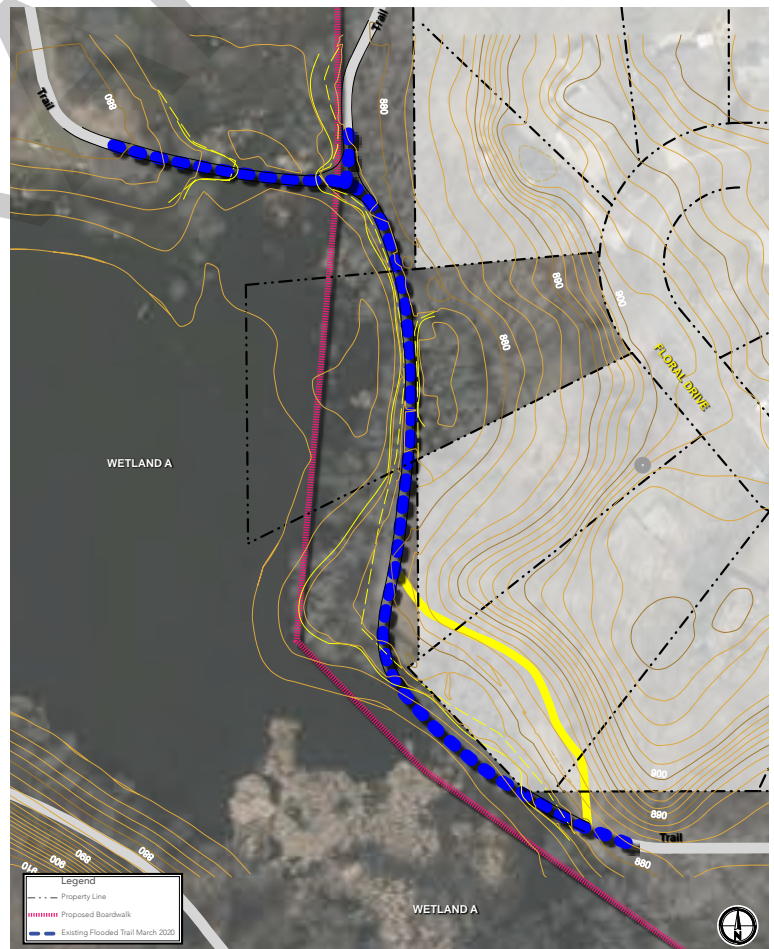 Trail
Trail
880
880
890
900
880
FLORAL DRIVE
WETLAND A
900
890
Trail
880
880
890
900
910
WETLAND A
Legend
Property Line
Proposed Boardwalk
Existing Flooded Trail March 2020